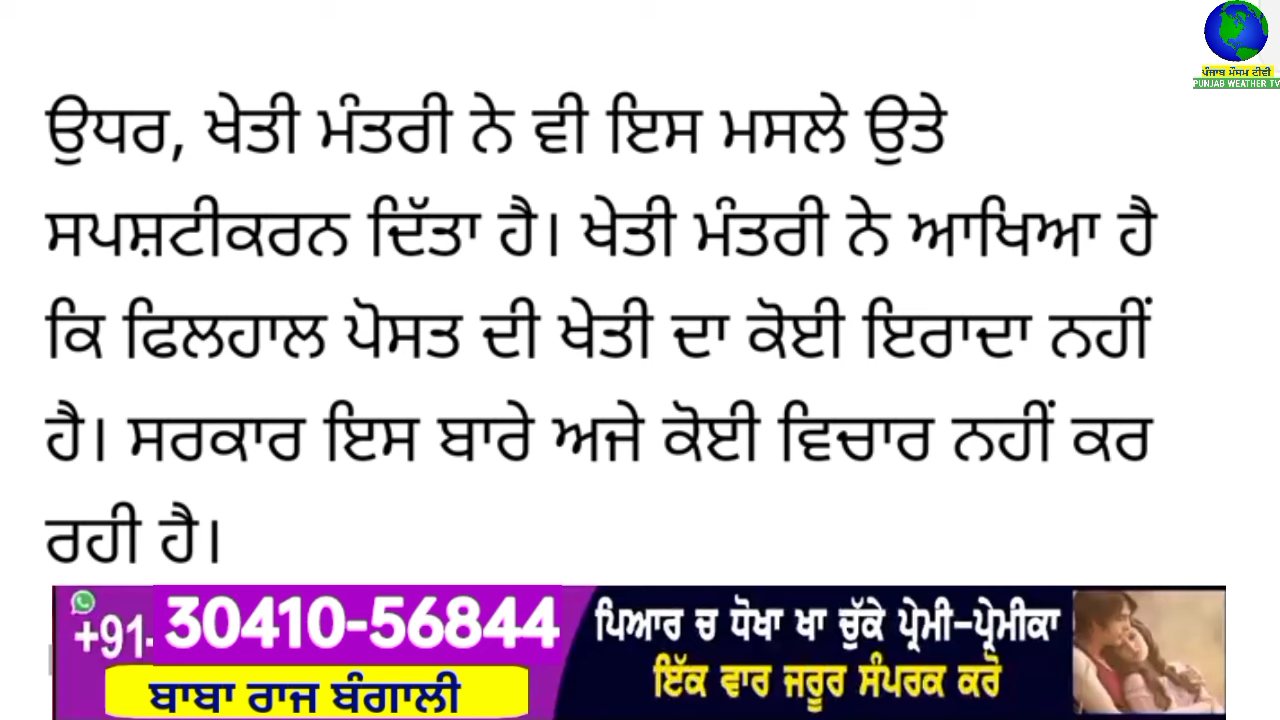 ਪੰਜਾਬ ਮੌਸਮ ਟੀਵੀ
PUNJAB WEATHER TV
ਉਧਰ, ਖੇਤੀ ਮੰਤਰੀ ਨੇ ਵੀ ਇਸ ਮਸਲੇ ਉਤੇ
ਸਪਸ਼ਟੀਕਰਨ ਦਿੱਤਾ ਹੈ। ਖੇਤੀ ਮੰਤਰੀ ਨੇ ਆਖਿਆ ਹੈ
ਕਿ ਫਿਲਹਾਲ ਪੋਸਤ ਦੀ ਖੇਤੀ ਦਾ ਕੋਈ ਇਰਾਦਾ ਨਹੀਂ
ਹੈ। ਸਰਕਾਰ ਇਸ ਬਾਰੇ ਅਜੇ ਕੋਈ ਵਿਚਾਰ ਨਹੀਂ ਕਰ
ਰਹੀ ਹੈ।
+91- 30410-56844
ਬਾਬਾ ਰਾਜ ਬੰਗਾਲੀ
ਪਿਆਰ ਚ ਧੋਖਾ ਖਾ ਚੁੱਕੇ ਪ੍ਰੇਮੀ-ਪ੍ਰੇਮੀਕਾ
ਇੱਕ ਵਾਰ ਜਰੂਰ ਸੰਪਰਕ ਕਰੋ